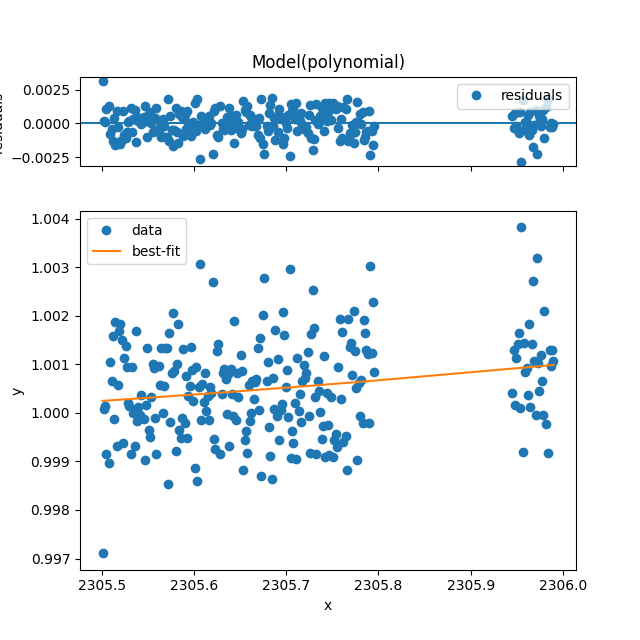 Model(polynomial)
residuals
0.0025
0.0000
−0.0025
residuals
1.004
1.003
1.002
1.001
1.000
0.999
0.998
0.997
y
data
best-fit
2305.5
2305.6
2305.7
2305.8
2305.9
2306.0
x